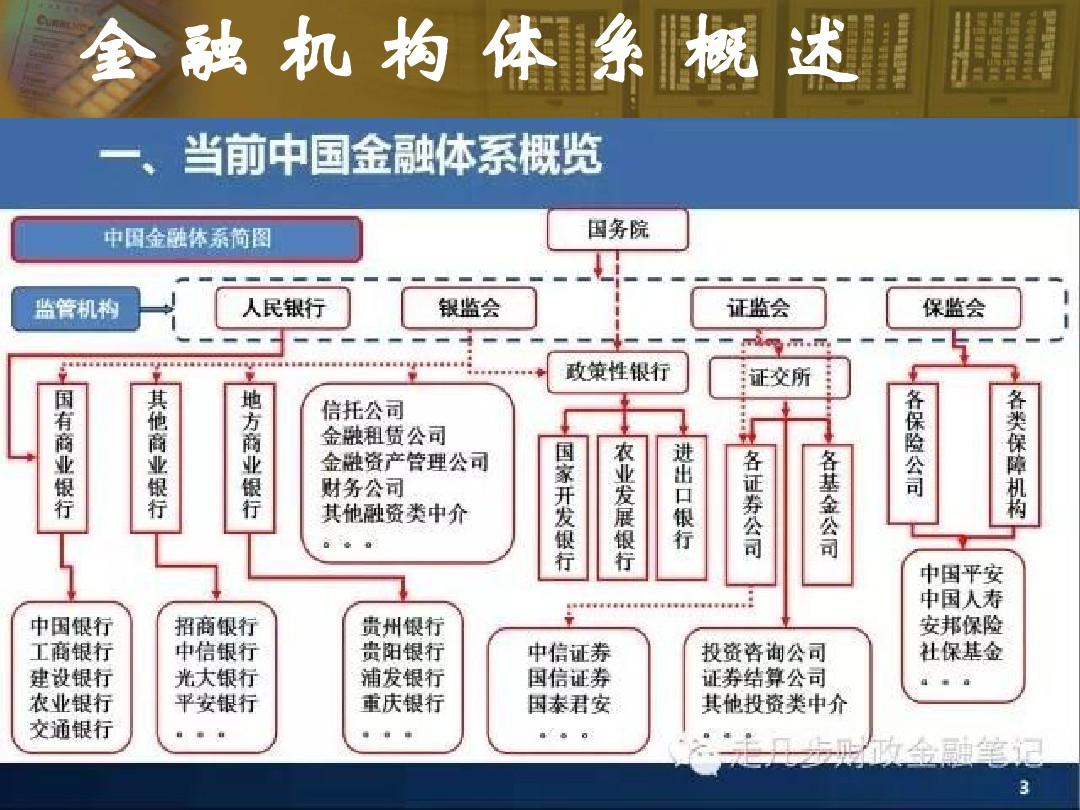 金融机构体系概述
一、当前中国金融体系概览
中国金融体系简图
国务院
监管机构
人民银行
银监会
证监会
保监会
政策性银行
证交所
国有商业银行
其他商业银行
地方商业银行
信托公司
金融租赁公司
金融资产管理公司
财务公司
其他融资类中介
。。。
国家开发银行
农业发展银行
进出口银行
各证券公司
各基金公司
各保险公司
各类保障机构
中国银行
工商银行
建设银行
农业银行
交通银行
招商银行
中信银行
光大银行
平安银行
。。。
贵州银行
贵阳银行
浦发银行
重庆银行
。。。
中信证券
国信证券
国泰君安
。。。
投资咨询公司
证券结算公司
其他投资类中介
。。。
中国平安
中国人寿
安邦保险
社保基金
。。。
走几步财政金融笔记
3